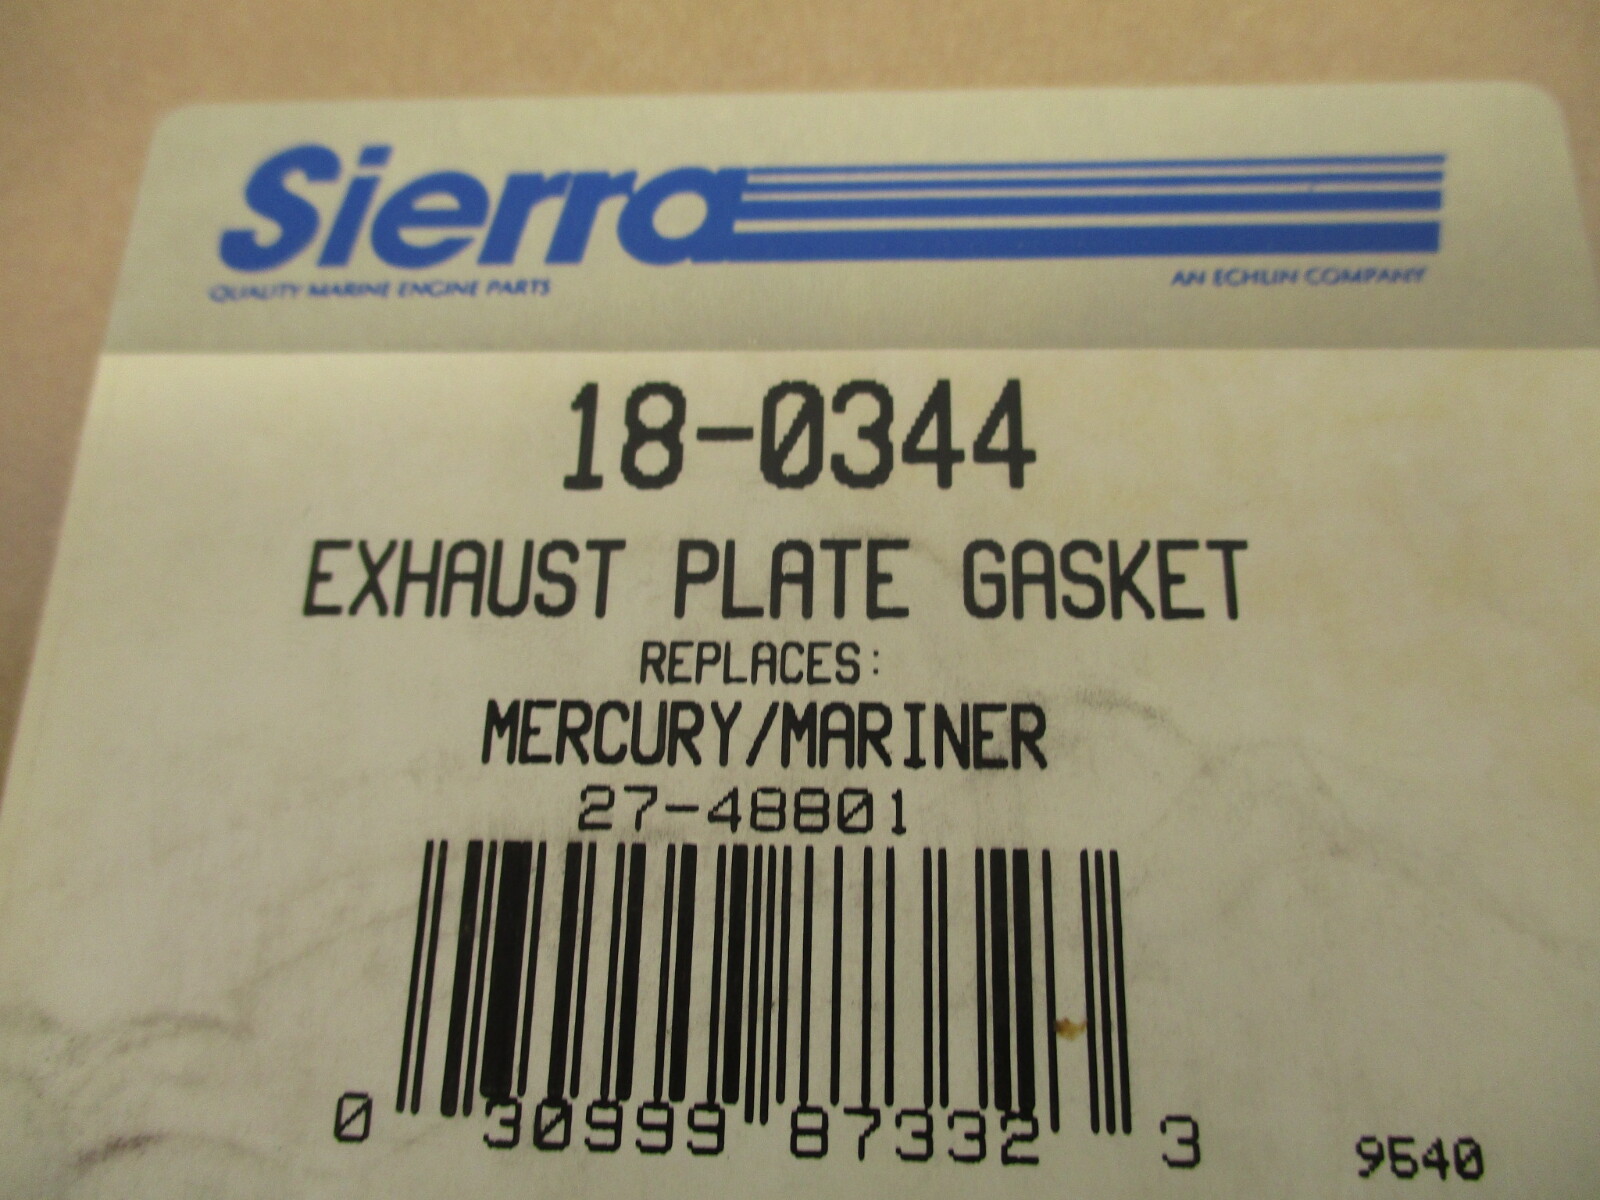 Sierra
QUALITY MARINE ENGINE PARTS
AN ECHLIN COMPANY
18-0344
EXHAUST PLATE GASKET
REPLACES:
MERCURY/MARINER
27-48801
0 30999 87332 3
9640